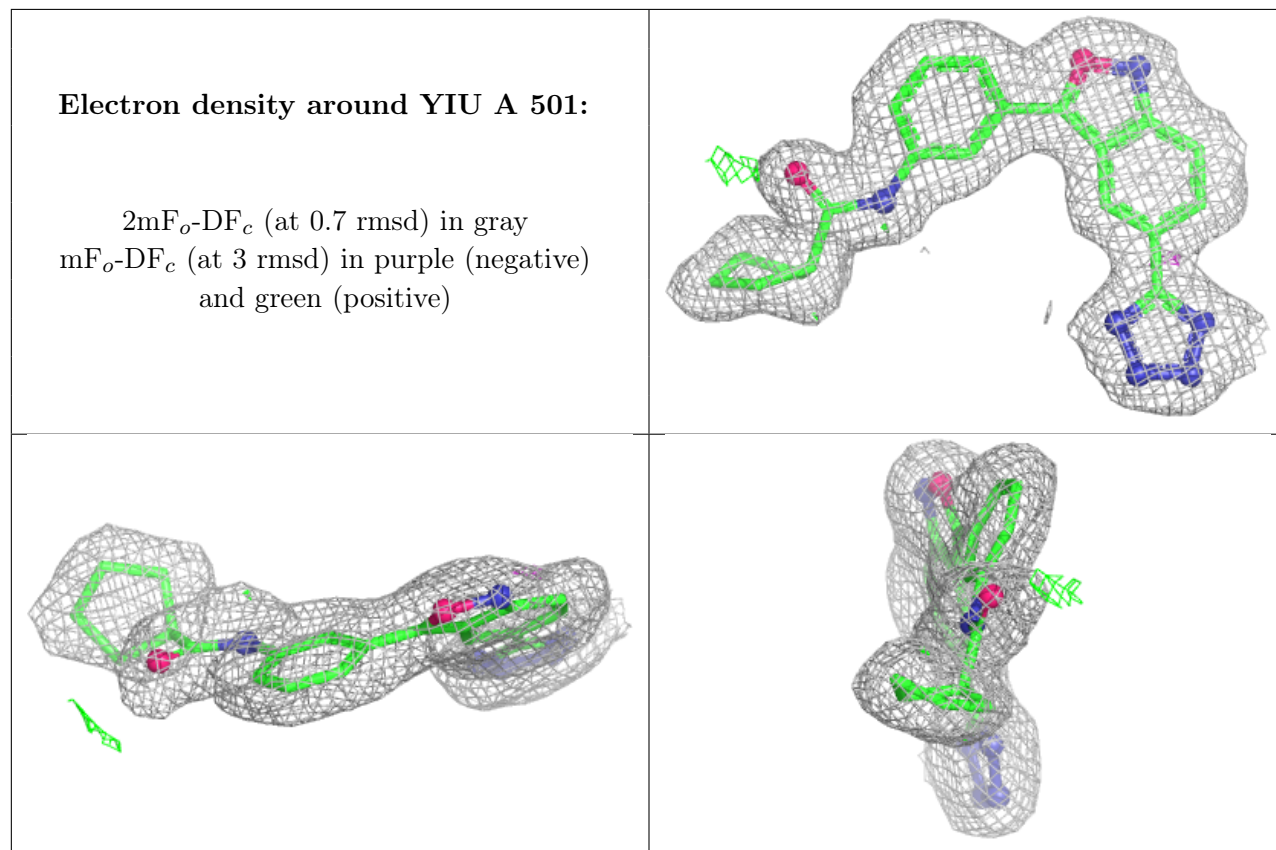 Electron density around YIU A 501:
2mFₒ-DF𝒸 (at 0.7 rmsd) in gray
mFₒ-DF𝒸 (at 3 rmsd) in purple (negative)
and green (positive)